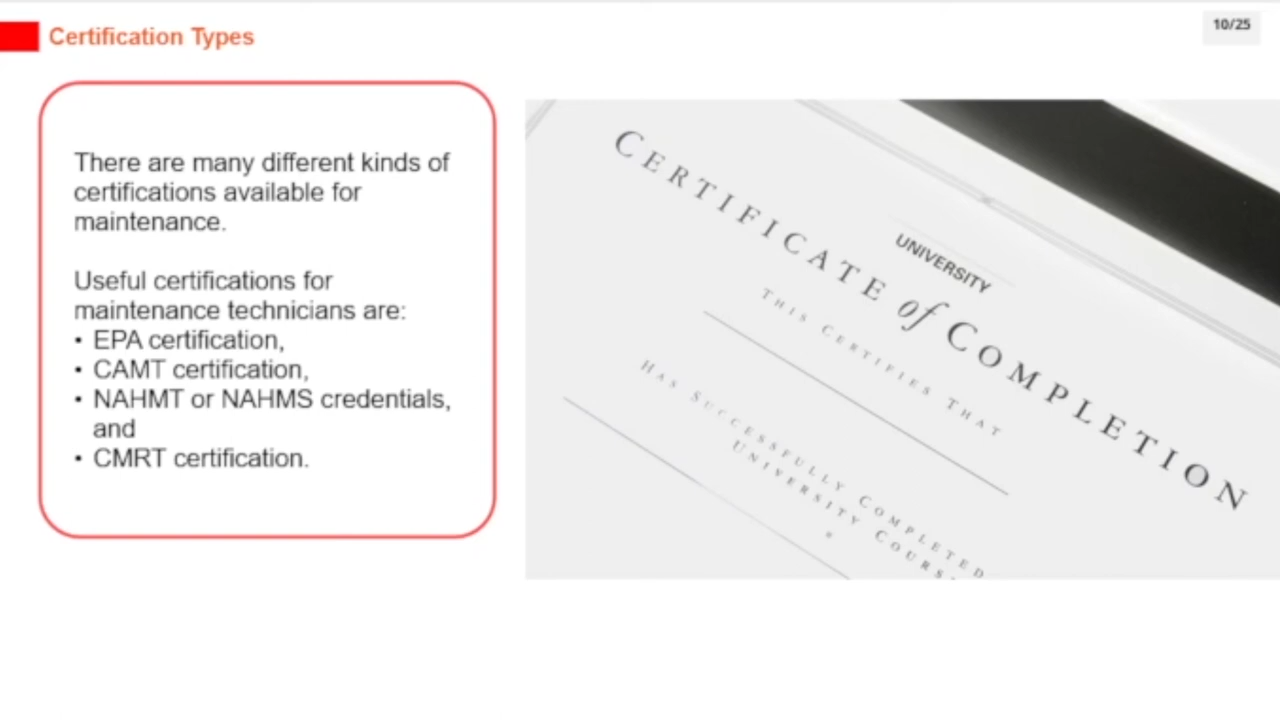 Certification Types
10/25
There are many different kinds of
certifications available for
maintenance.
Useful certifications for
maintenance technicians are:
• EPA certification,
• CAMT certification,
• NAHMT or NAHMS credentials,
and
• CMRT certification.
CERTIFICATE of COMPLETION
UNIVERSITY
THIS CERTIFIES THAT
HAS SUCCESSFULLY COMPLETED
UNIVERSITY